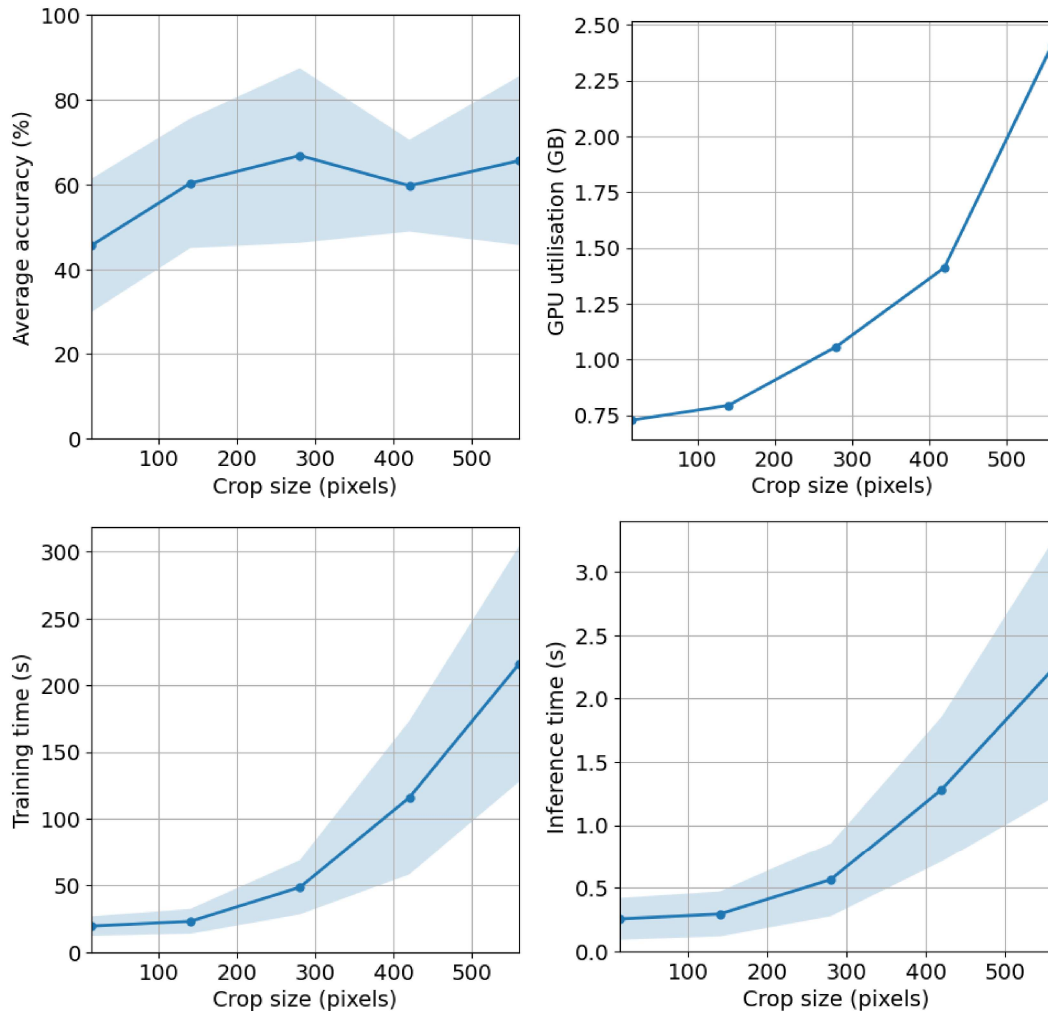 Average accuracy (%)
100
80
60
40
20
0
100 200 300 400 500
Crop size (pixels)
GPU utilisation (GB)
2.50
2.25
2.00
1.75
1.50
1.25
1.00
0.75
100 200 300 400 500
Crop size (pixels)
Training time (s)
300
250
200
150
100
50
0
100 200 300 400 500
Crop size (pixels)
Inference time (s)
3.0
2.5
2.0
1.5
1.0
0.5
0.0
100 200 300 400 500
Crop size (pixels)